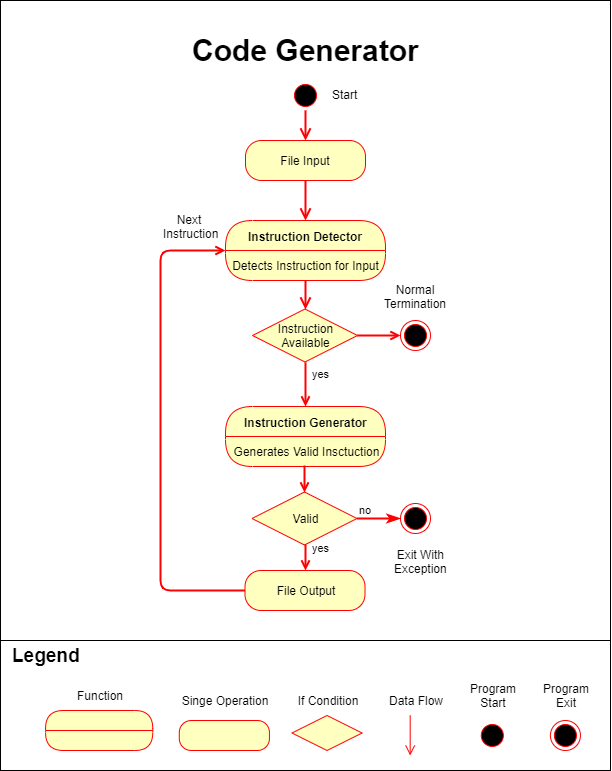 Code Generator
Start
File Input
Next
Instruction
Instruction Detector
Detects Instruction for Input
Normal
Termination
Instruction
Available
yes
Instruction Generator
Generates Valid Insctuction
Valid
no
yes
Exit With
Exception
File Output
Legend
Function
Singe Operation
If Condition
Data Flow
Program
Start
Program
Exit